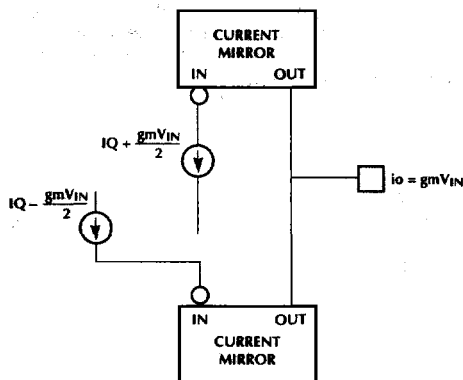 CURRENT
MIRROR
IN OUT
IQ + gmVIN
2
IQ – gmVIN
2
io = gmVIN
IN OUT
CURRENT
MIRROR